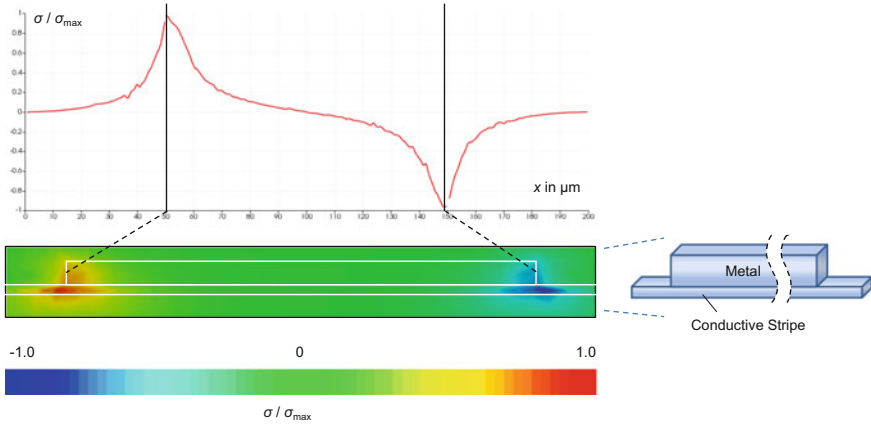 σ / σmax
1
0.8
0.6
0.4
0.2
0
-0.2
-0.4
-0.6
-0.8
-1
x in µm
0 10 20 30 40 50 60 70 80 90 100 110 120 130 140 150 160 170 180 190 200
Metal
Conductive Stripe
-1.0 0 1.0
σ / σmax